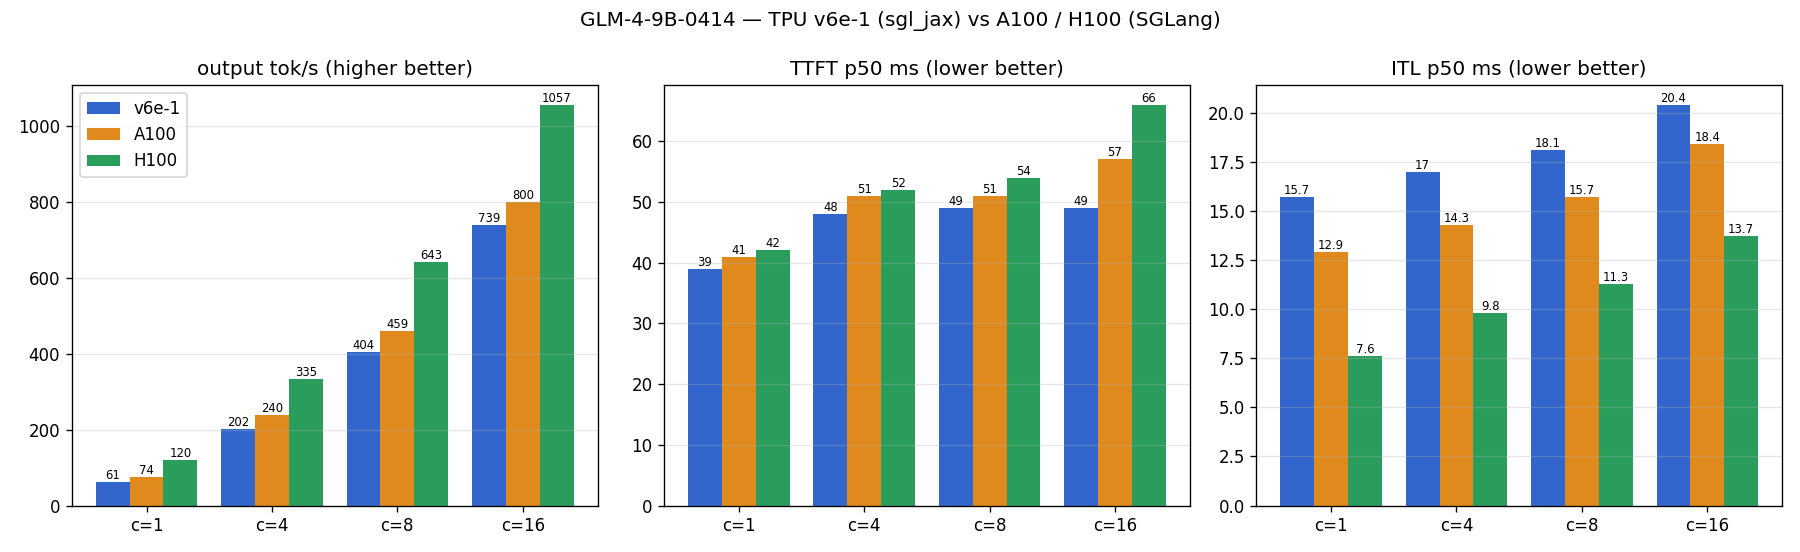 GLM-4-9B-0414 — TPU v6e-1 (sgl_jax) vs A100 / H100 (SGLang)
output tok/s (higher better)
v6e-1
A100
H100
1000
800
600
400
200
0
61 74 120
202 240 335
404 459 643
739 800 1057
c=1 c=4 c=8 c=16
TTFT p50 ms (lower better)
60
50
40
30
20
10
0
39 41 42
48 51 52
49 51 54
49 57 66
c=1 c=4 c=8 c=16
ITL p50 ms (lower better)
20.0
17.5
15.0
12.5
10.0
7.5
5.0
2.5
0.0
15.7 12.9 7.6
17 14.3 9.8
18.1 15.7 11.3
20.4 18.4 13.7
c=1 c=4 c=8 c=16